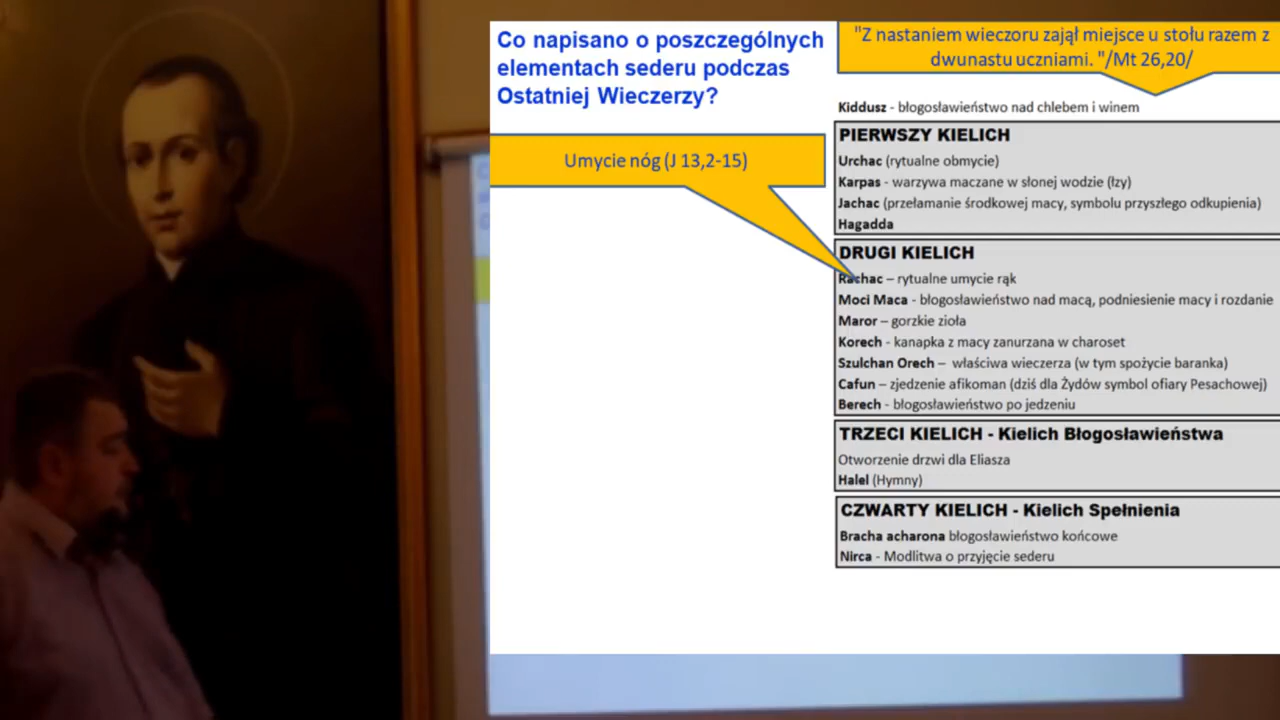 Co napisano o poszczególnych
elementach sederu podczas
Ostatniej Wieczerzy?
"Z nastaniem wieczoru zajął miejsce u stołu razem z
dwunastu uczniami. "/Mt 26,20/
Umycie nóg (J 13,2-15)
Kiddusz - błogosławieństwo nad chlebem i winem
PIERWSZY KIELICH
Urchac (rytualne obmycie)
Karpas - warzywa maczane w słonej wodzie (łzy)
Jachac (przełamanie środkowej macy, symbolu przyszłego odkupienia)
Hagadda
DRUGI KIELICH
Rachac – rytualne umycie rąk
Moci Maca - błogosławieństwo nad macą, podniesienie macy i rozdanie
Maror – gorzkie zioła
Korech - kanapka z macy zanurzana w charoset
Szulchan Orech – właściwa wieczerza (w tym spożycie baranka)
Cafun – zjedzenie afikoman (dziś dla Żydów symbol ofiary Pesachowej)
Berech - błogosławieństwo po jedzeniu
TRZECI KIELICH - Kielich Błogosławieństwa
Otworzenie drzwi dla Eliasza
Halel (Hymny)
CZWARTY KIELICH - Kielich Spełnienia
Bracha acharona błogosławieństwo końcowe
Nirca - Modlitwa o przyjęcie sederu